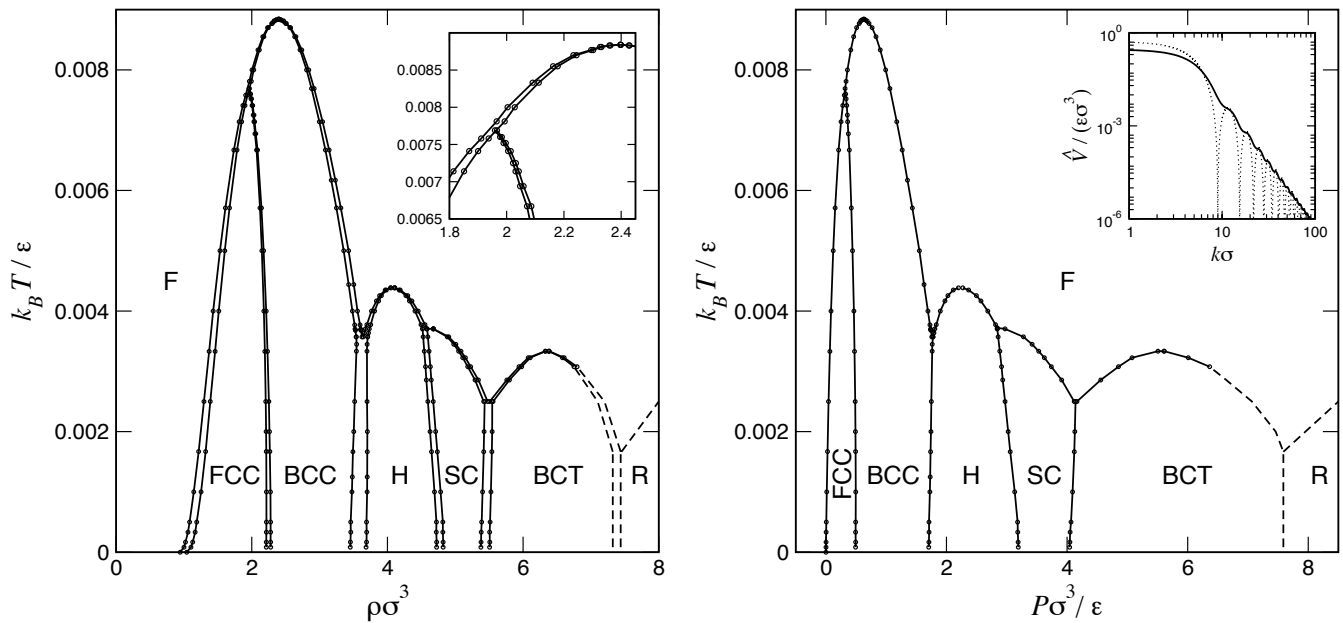 0.008
0.006
0.004
0.002
0
k_B T / ε
0 2 4 6 8
ρσ³
F
FCC
BCC
H
SC
BCT
R
0.0085
0.008
0.0075
0.007
0.0065
1.8 2 2.2 2.4
0.008
0.006
0.004
0.002
0
k_B T / ε
0 2 4 6 8
Pσ³/ ε
F
FCC
BCC
H
SC
BCT
R
10⁰
10⁻³
10⁻⁶
V̂ / (εσ³)
1 10 100
kσ